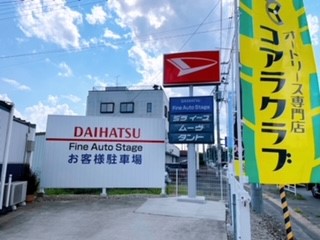 DAIHATSU
Fine Auto Stage
お客様駐車場
Fine Auto Stage
ミライース
ムーヴ
タント
オートリース専門店
コアラクラブ